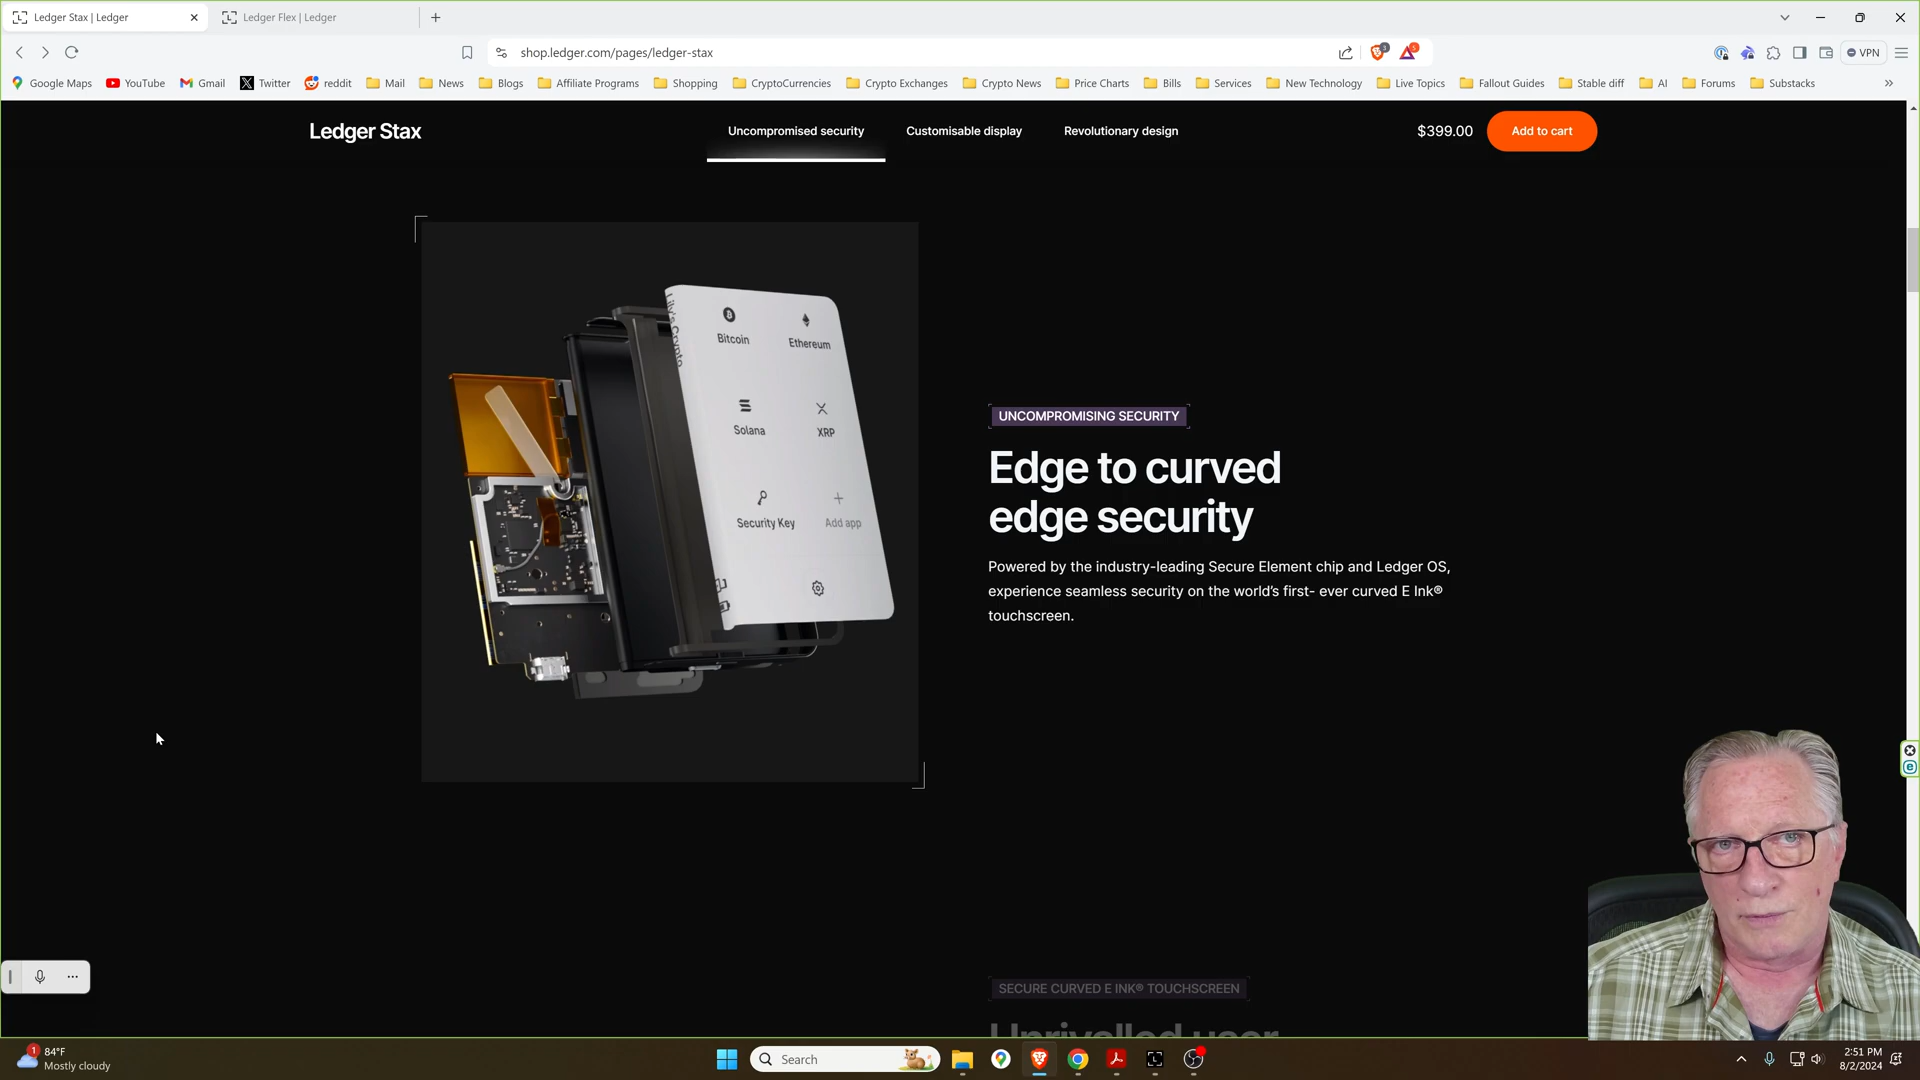 Ledger Stax | Ledger
Ledger Flex | Ledger
shop.ledger.com/pages/ledger-stax
VPN
Google Maps
YouTube
Gmail
Twitter
reddit
Mail
News
Blogs
Affiliate Programs
Shopping
CryptoCurrencies
Crypto Exchanges
Crypto News
Price Charts
Bills
Services
New Technology
Live Topics
Fallout Guides
Stable diff
AI
Forums
Substacks
Ledger Stax
Uncompromised security
Customisable display
Revolutionary design
$399.00
Add to cart
Lily's Crypto
Bitcoin
Ethereum
Solana
XRP
Security Key
Add app
UNCOMPROMISING SECURITY
Edge to curved
edge security
Powered by the industry-leading Secure Element chip and Ledger OS,
experience seamless security on the world's first- ever curved E Ink®
touchscreen.
SECURE CURVED E INK® TOUCHSCREEN
Unrivalled user
1
84°F
Mostly cloudy
Search
2:51 PM
8/2/2024